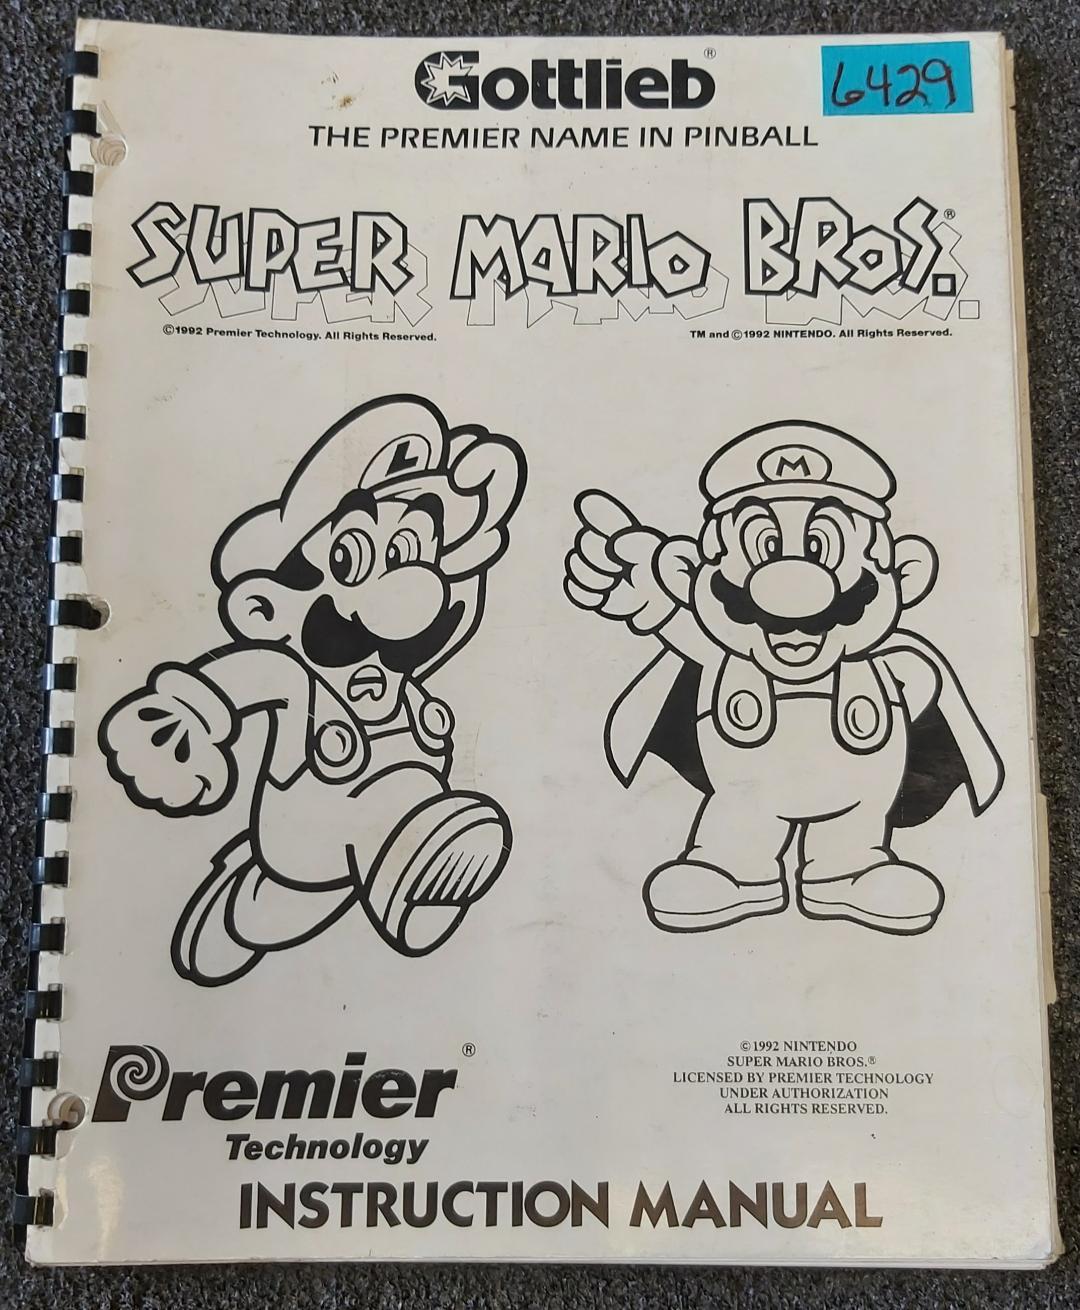 Gottlieb®
6429
THE PREMIER NAME IN PINBALL
SUPER MARIO BROS.®
©1992 Premier Technology. All Rights Reserved.
TM and ©1992 NINTENDO. All Rights Reserved.
L
M
Premier®
Technology
© 1992 NINTENDO
SUPER MARIO BROS.®
LICENSED BY PREMIER TECHNOLOGY
UNDER AUTHORIZATION
ALL RIGHTS RESERVED.
INSTRUCTION MANUAL